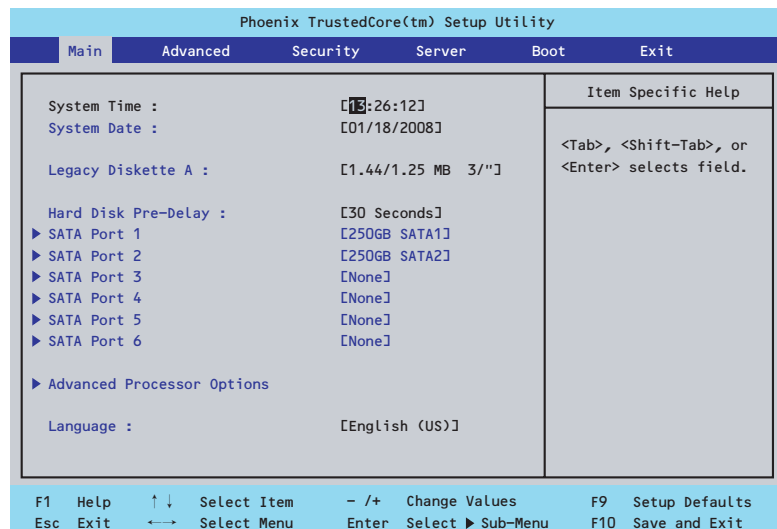 Phoenix TrustedCore(tm) Setup Utility
Main Advanced Security Server Boot Exit
System Time : [13:26:12]
System Date : [01/18/2008]
Legacy Diskette A : [1.44/1.25 MB 3/"]
Hard Disk Pre-Delay : [30 Seconds]
▶ SATA Port 1 [250GB SATA1]
▶ SATA Port 2 [250GB SATA2]
▶ SATA Port 3 [None]
▶ SATA Port 4 [None]
▶ SATA Port 5 [None]
▶ SATA Port 6 [None]
▶ Advanced Processor Options
Language : [English (US)]
Item Specific Help
<Tab>, <Shift-Tab>, or
<Enter> selects field.
F1 Help ↑↓ Select Item - /+ Change Values F9 Setup Defaults
Esc Exit ←→ Select Menu Enter Select ▶ Sub-Menu F10 Save and Exit